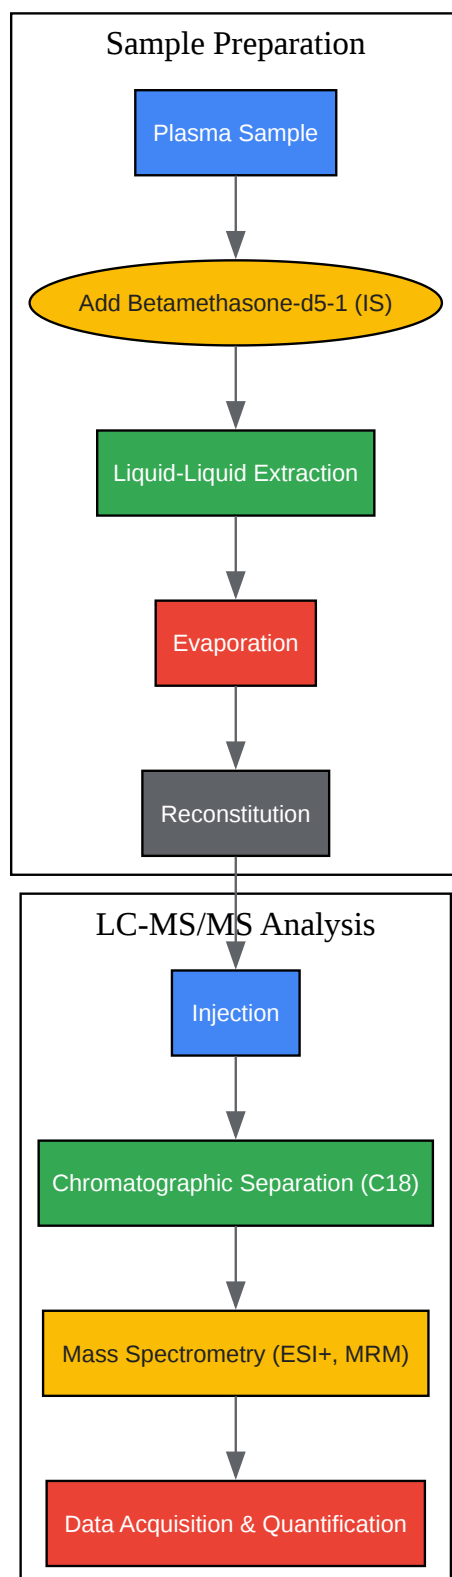 Sample Preparation
Plasma Sample
Add Betamethasone-d5-1 (IS)
Liquid-Liquid Extraction
Evaporation
Reconstitution
LC-MS/MS Analysis
Injection
Chromatographic Separation (C18)
Mass Spectrometry (ESI+, MRM)
Data Acquisition & Quantification